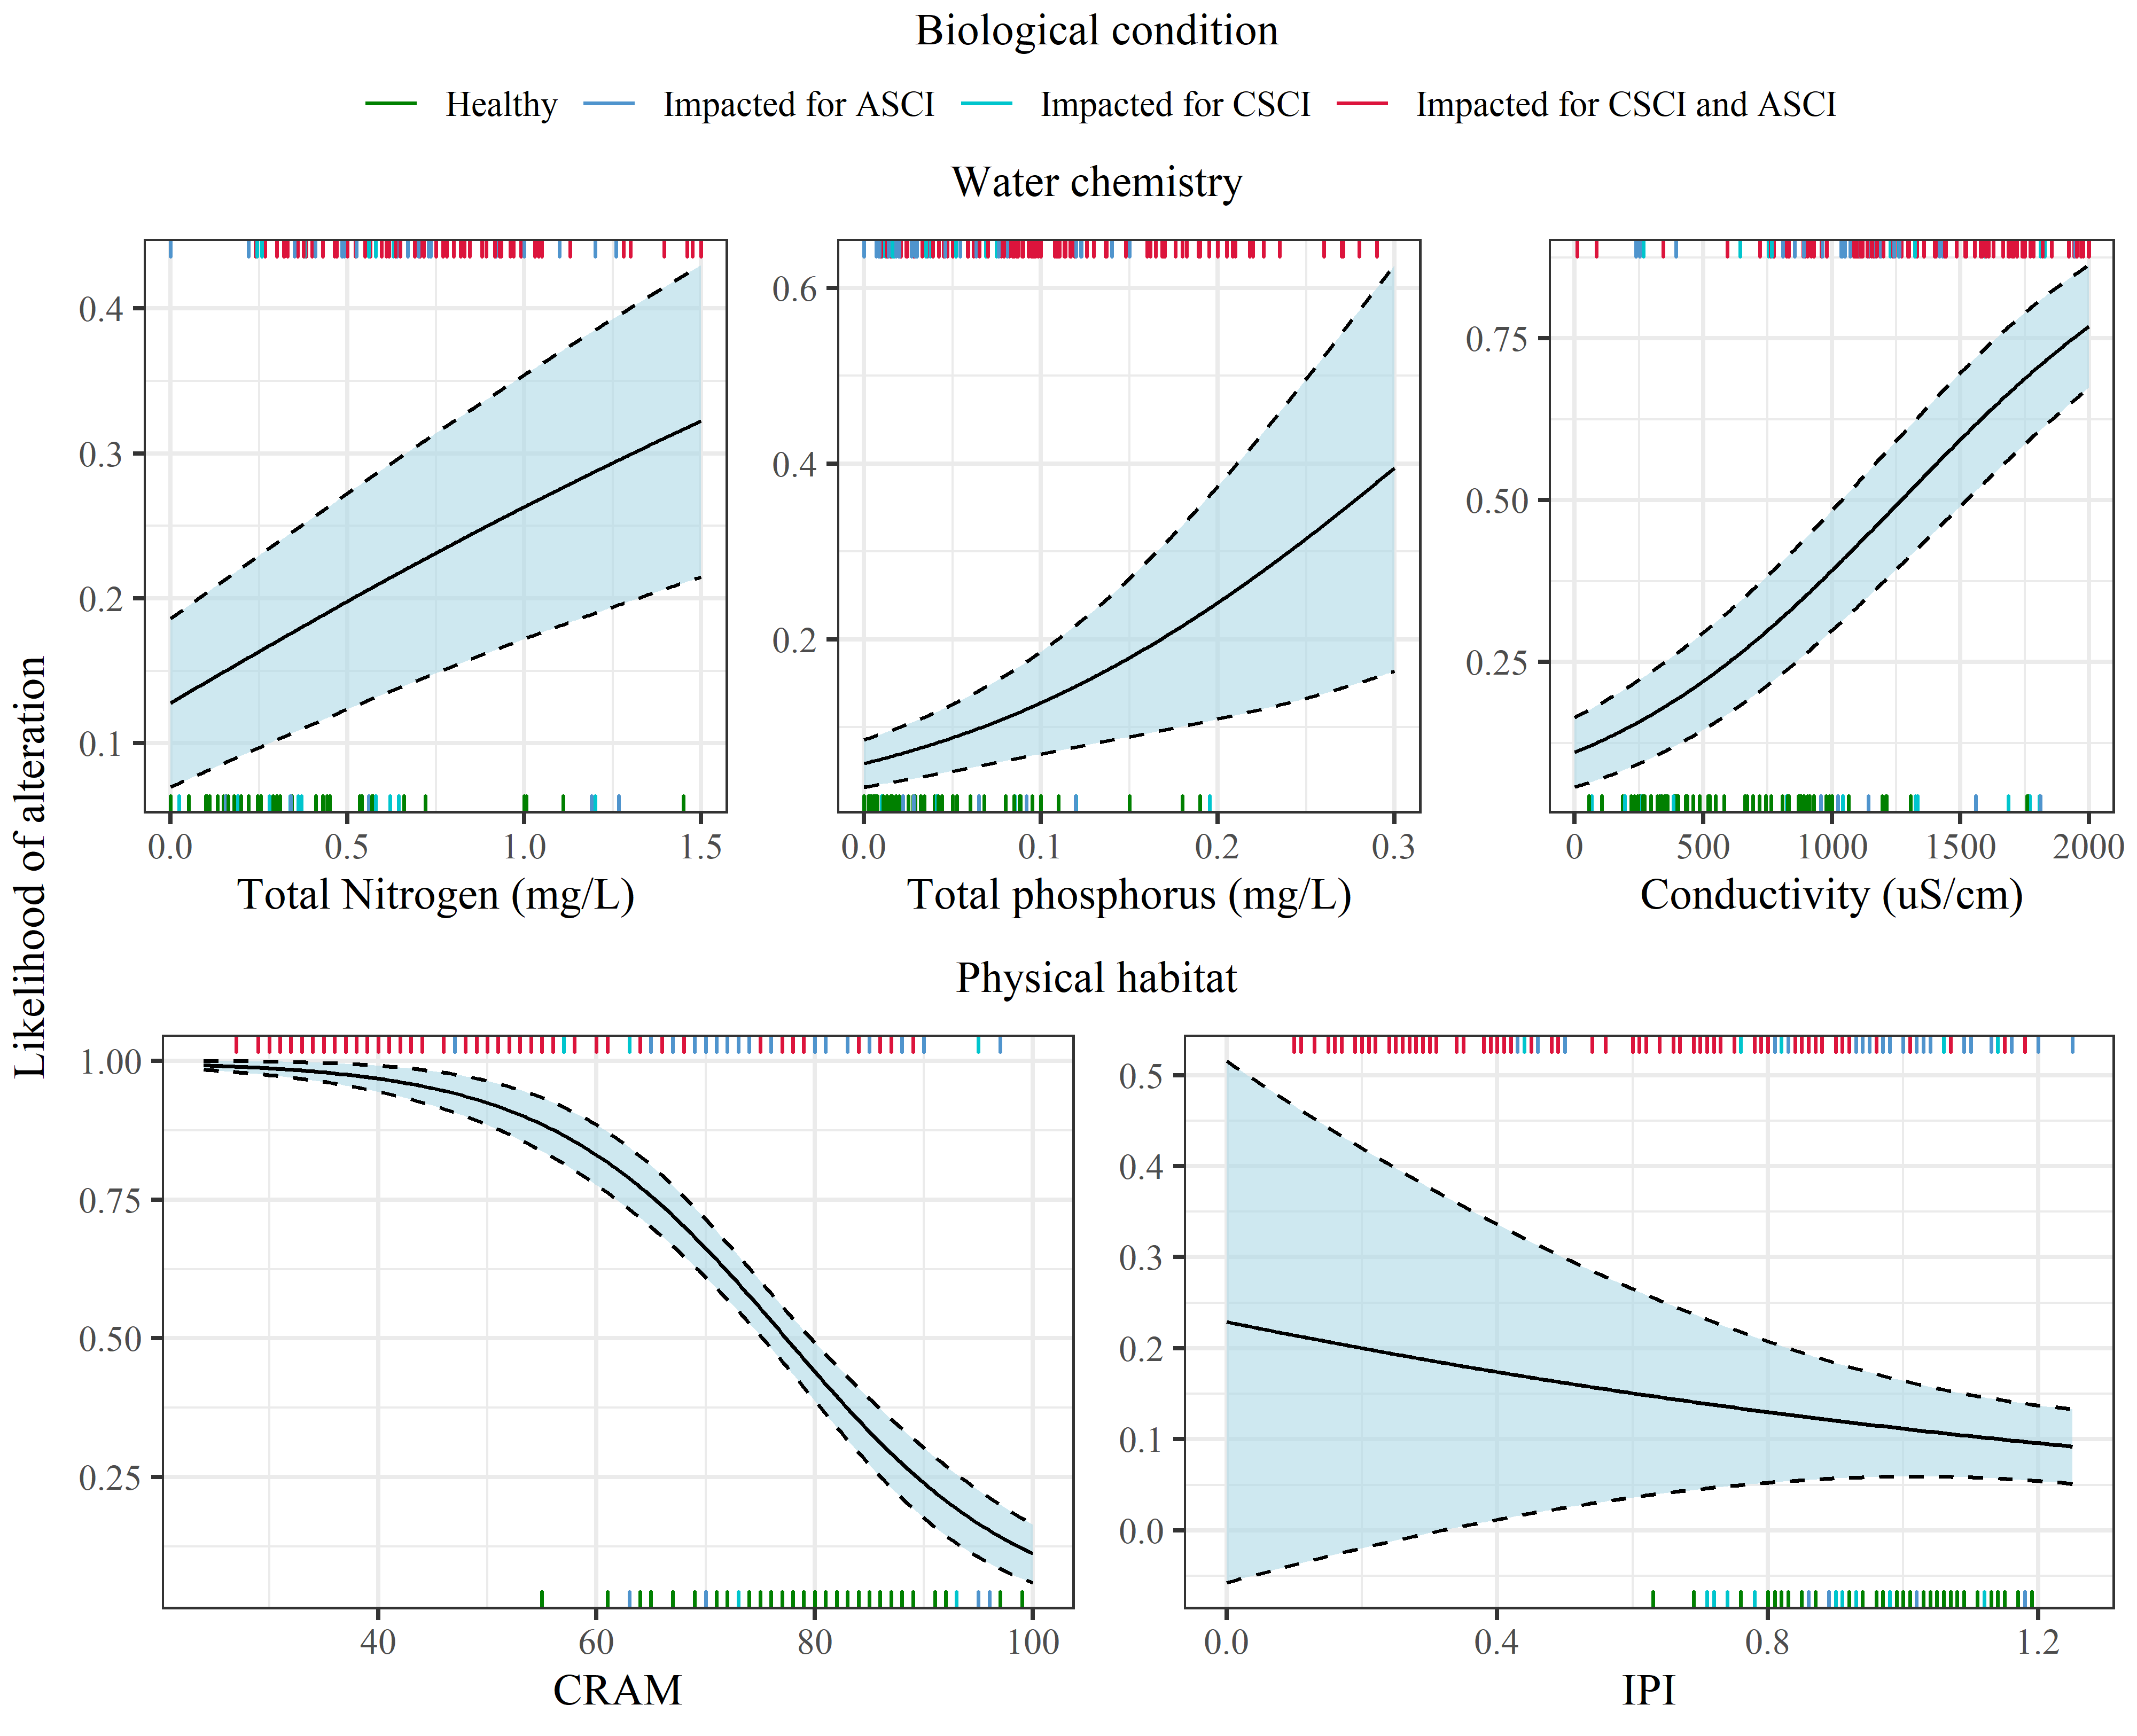 Biological condition
Healthy Impacted for ASCI Impacted for CSCI Impacted for CSCI and ASCI
Water chemistry
Likelihood of alteration
0.4
0.3
0.2
0.1
0.0 0.5 1.0 1.5
Total Nitrogen (mg/L)
0.6
0.4
0.2
0.0 0.1 0.2 0.3
Total phosphorus (mg/L)
0.75
0.50
0.25
0 500 1000 1500 2000
Conductivity (uS/cm)
Physical habitat
1.00
0.75
0.50
0.25
40 60 80 100
CRAM
0.5
0.4
0.3
0.2
0.1
0.0
0.0 0.4 0.8 1.2
IPI